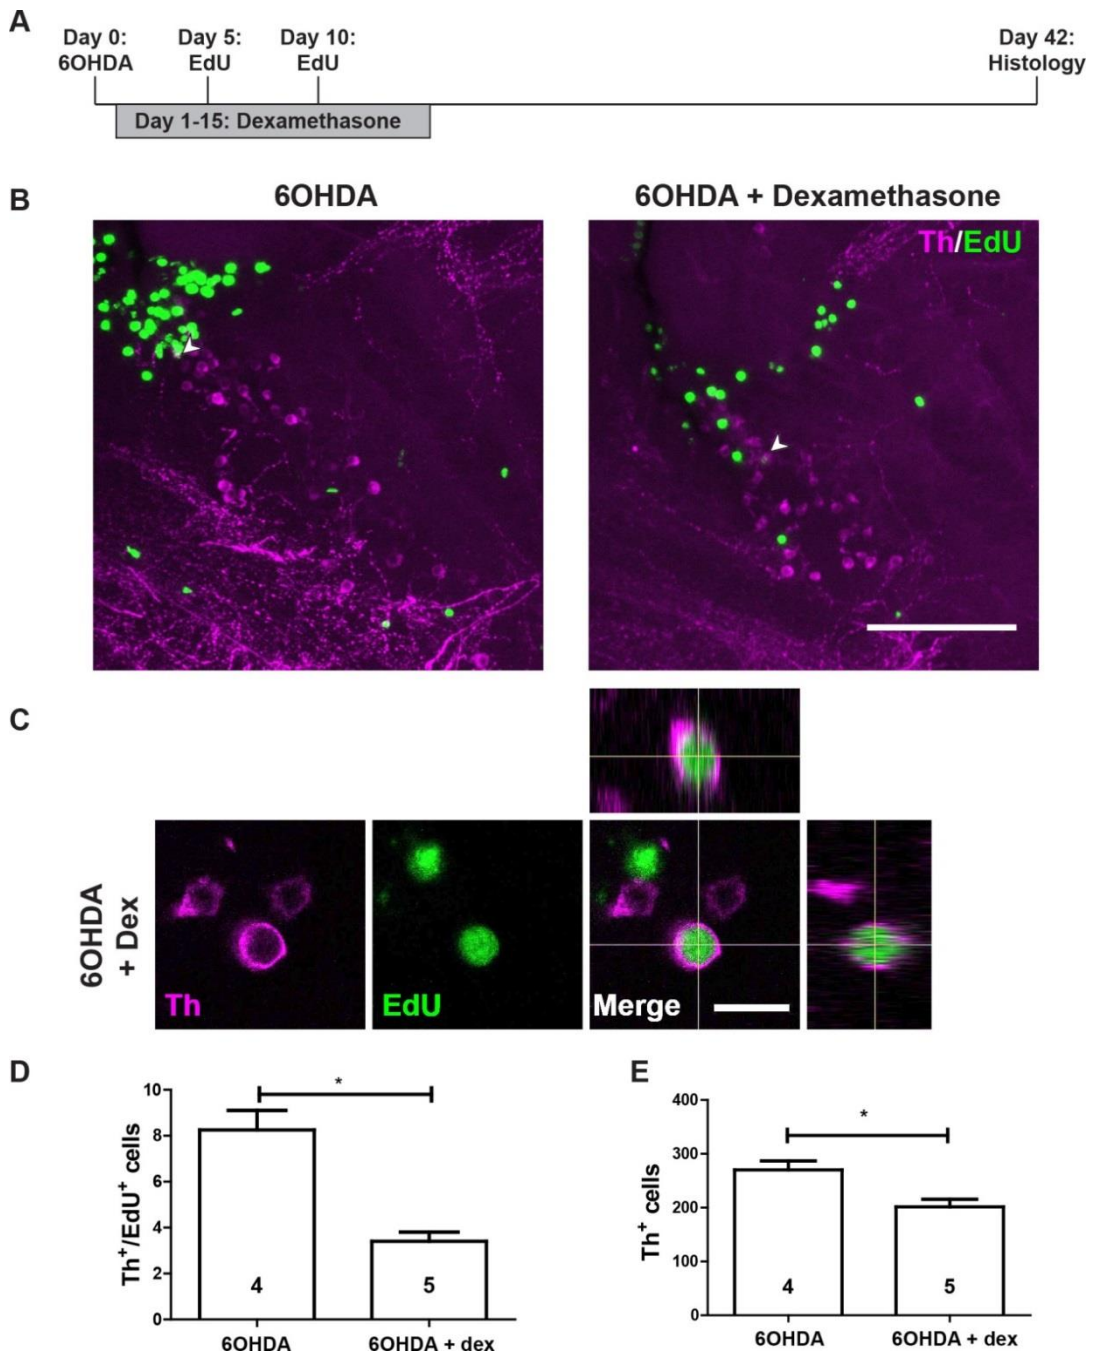 A
Day 0:
6OHDA
Day 5:
EdU
Day 10:
EdU
Day 42:
Histology
Day 1-15: Dexamethasone
B
6OHDA
6OHDA + Dexamethasone
Th/EdU
C
6OHDA
+ Dex
Th
EdU
Merge
D
Th⁺/EdU⁺ cells
10
8
6
4
2
0
*
4
5
6OHDA
6OHDA + dex
E
Th⁺ cells
400
300
200
100
0
*
4
5
6OHDA
6OHDA + dex